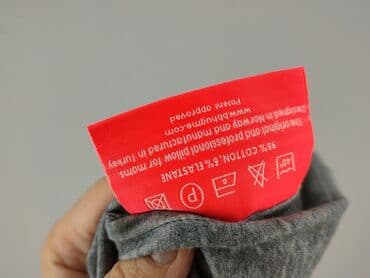 95% COTTON, 5% ELASTANE
The original and professional pillow for moms.
Designed in Norway and manufactured in Turkey
www.bbhugme.com
Patent approved